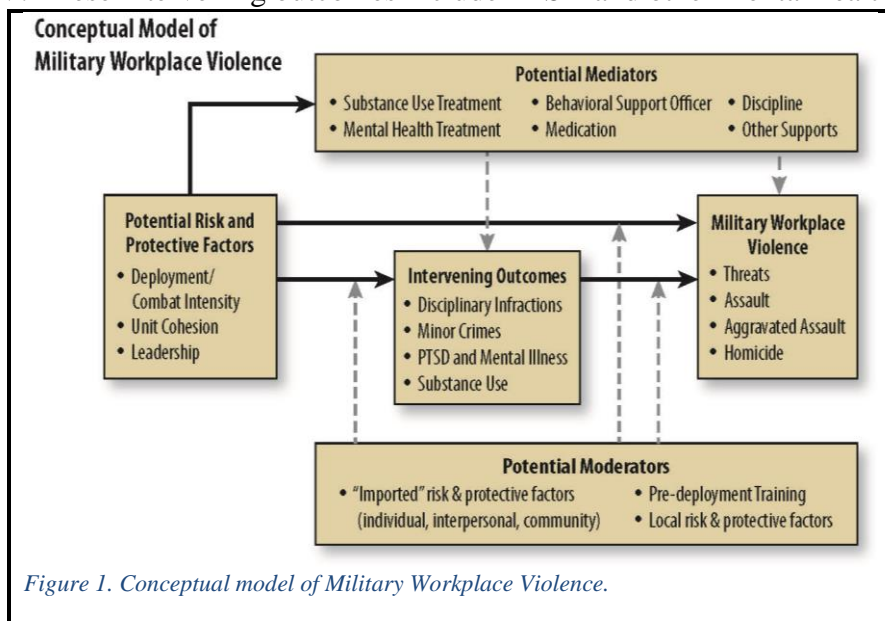 Conceptual Model of
Military Workplace Violence
Potential Mediators
• Substance Use Treatment • Behavioral Support Officer • Discipline
• Mental Health Treatment • Medication • Other Supports
Potential Risk and
Protective Factors
• Deployment/
Combat Intensity
• Unit Cohesion
• Leadership
Intervening Outcomes
• Disciplinary Infractions
• Minor Crimes
• PTSD and Mental Illness
• Substance Use
Military Workplace
Violence
• Threats
• Assault
• Aggravated Assault
• Homicide
Potential Moderators
• "Imported" risk & protective factors • Pre-deployment Training
(individual, interpersonal, community) • Local risk & protective factors
Figure 1. Conceptual model of Military Workplace Violence.